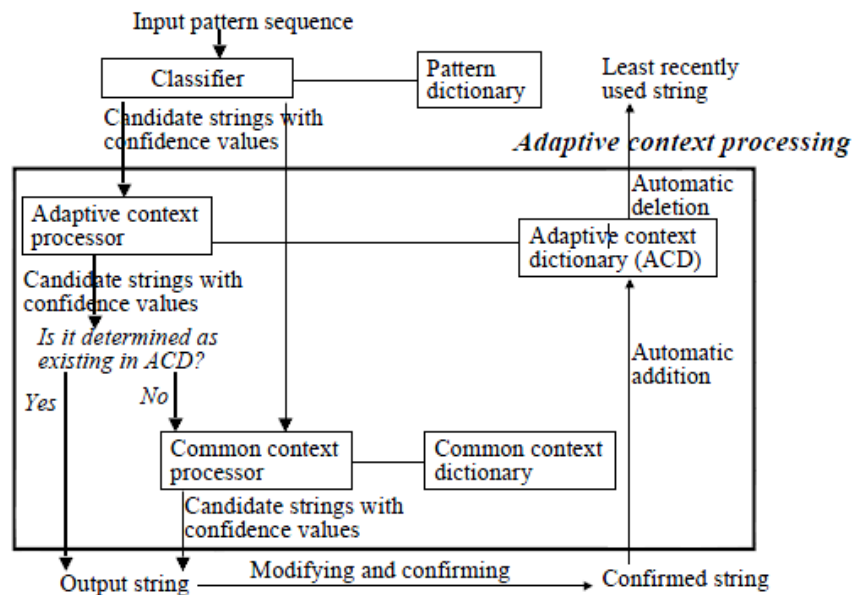 Input pattern sequence
Classifier
Pattern
dictionary
Least recently
used string
Candidate strings with
confidence values
Adaptive context processing
Automatic
deletion
Adaptive context
processor
Adaptive context
dictionary (ACD)
Candidate strings with
confidence values
Is it determined as
existing in ACD?
Automatic
addition
Yes
No
Common context
processor
Common context
dictionary
Candidate strings with
confidence values
Output string
Modifying and confirming
Confirmed string